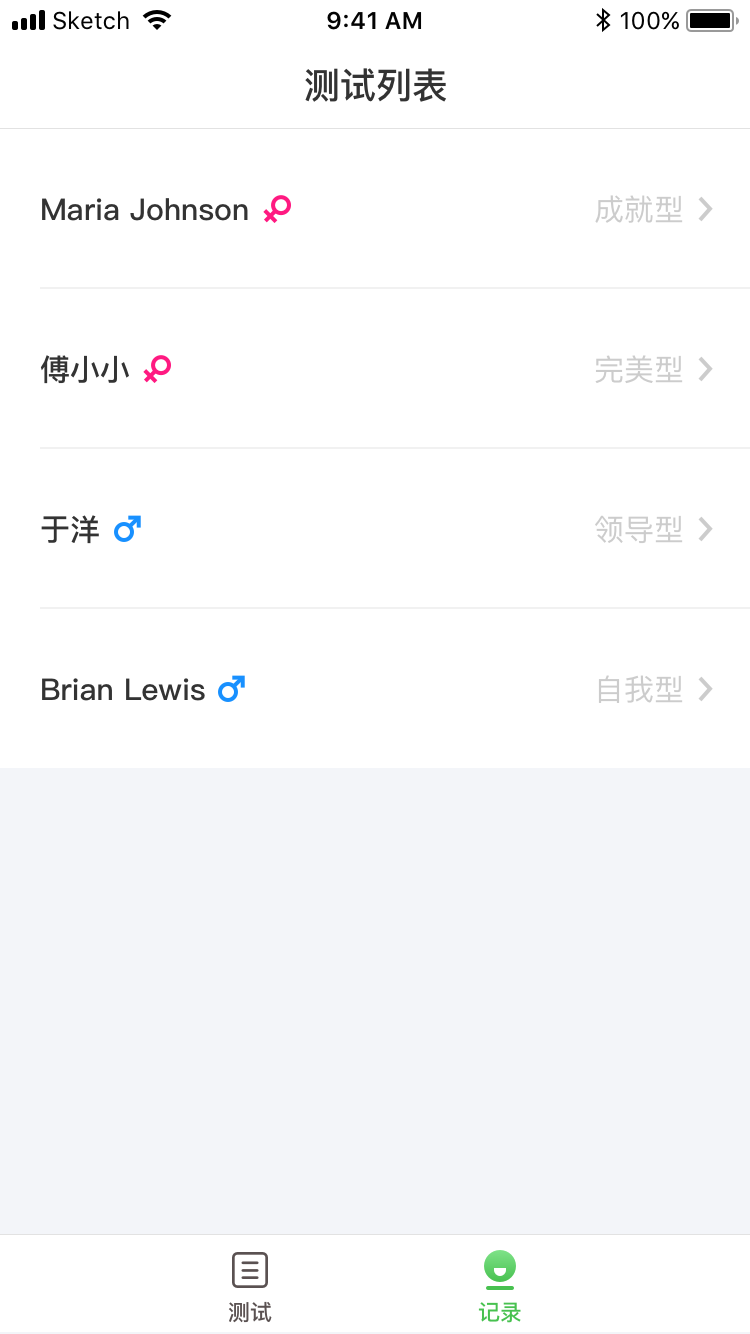 Sketch 9:41 AM 100%
测试列表
Maria Johnson 成就型
傅小小 完美型
于洋 领导型
Brian Lewis 自我型
测试 记录